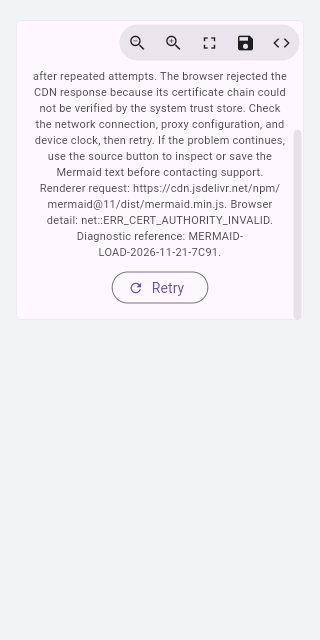 after repeated attempts. The browser rejected the
CDN response because its certificate chain could
not be verified by the system trust store. Check
the network connection, proxy configuration, and
device clock, then retry. If the problem continues,
use the source button to inspect or save the
Mermaid text before contacting support.
Renderer request: https://cdn.jsdelivr.net/npm/
mermaid@11/dist/mermaid.min.js. Browser
detail: net::ERR_CERT_AUTHORITY_INVALID.
Diagnostic reference: MERMAID-
LOAD-2026-11-21-7C91.
Retry